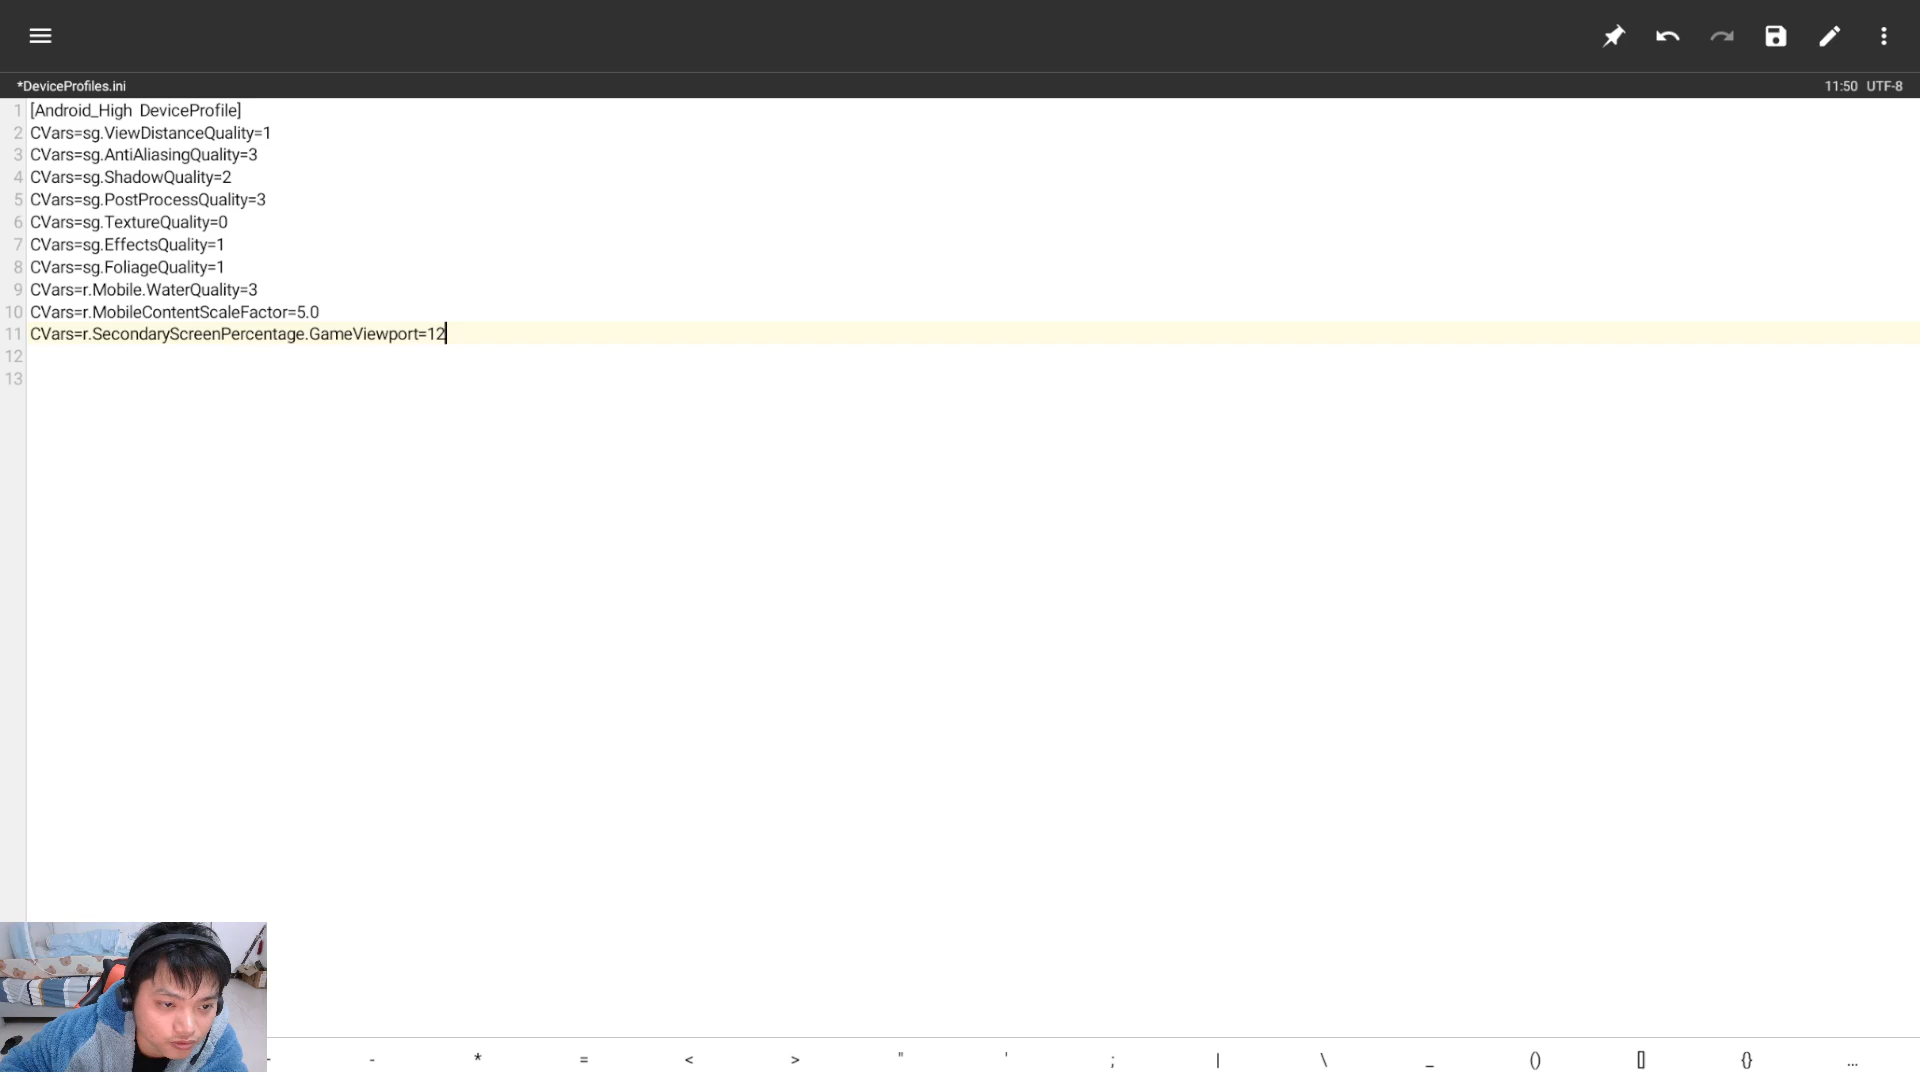 *DeviceProfiles.ini
11:50 UTF-8
1 [Android_High DeviceProfile]
2 CVars=sg.ViewDistanceQuality=1
3 CVars=sg.AntiAliasingQuality=3
4 CVars=sg.ShadowQuality=2
5 CVars=sg.PostProcessQuality=3
6 CVars=sg.TextureQuality=0
7 CVars=sg.EffectsQuality=1
8 CVars=sg.FoliageQuality=1
9 CVars=r.Mobile.WaterQuality=3
10 CVars=r.MobileContentScaleFactor=5.0
11 CVars=r.SecondaryScreenPercentage.GameViewport=12
12
13
- * = < > " ' ; | \ _ () [] {} ...